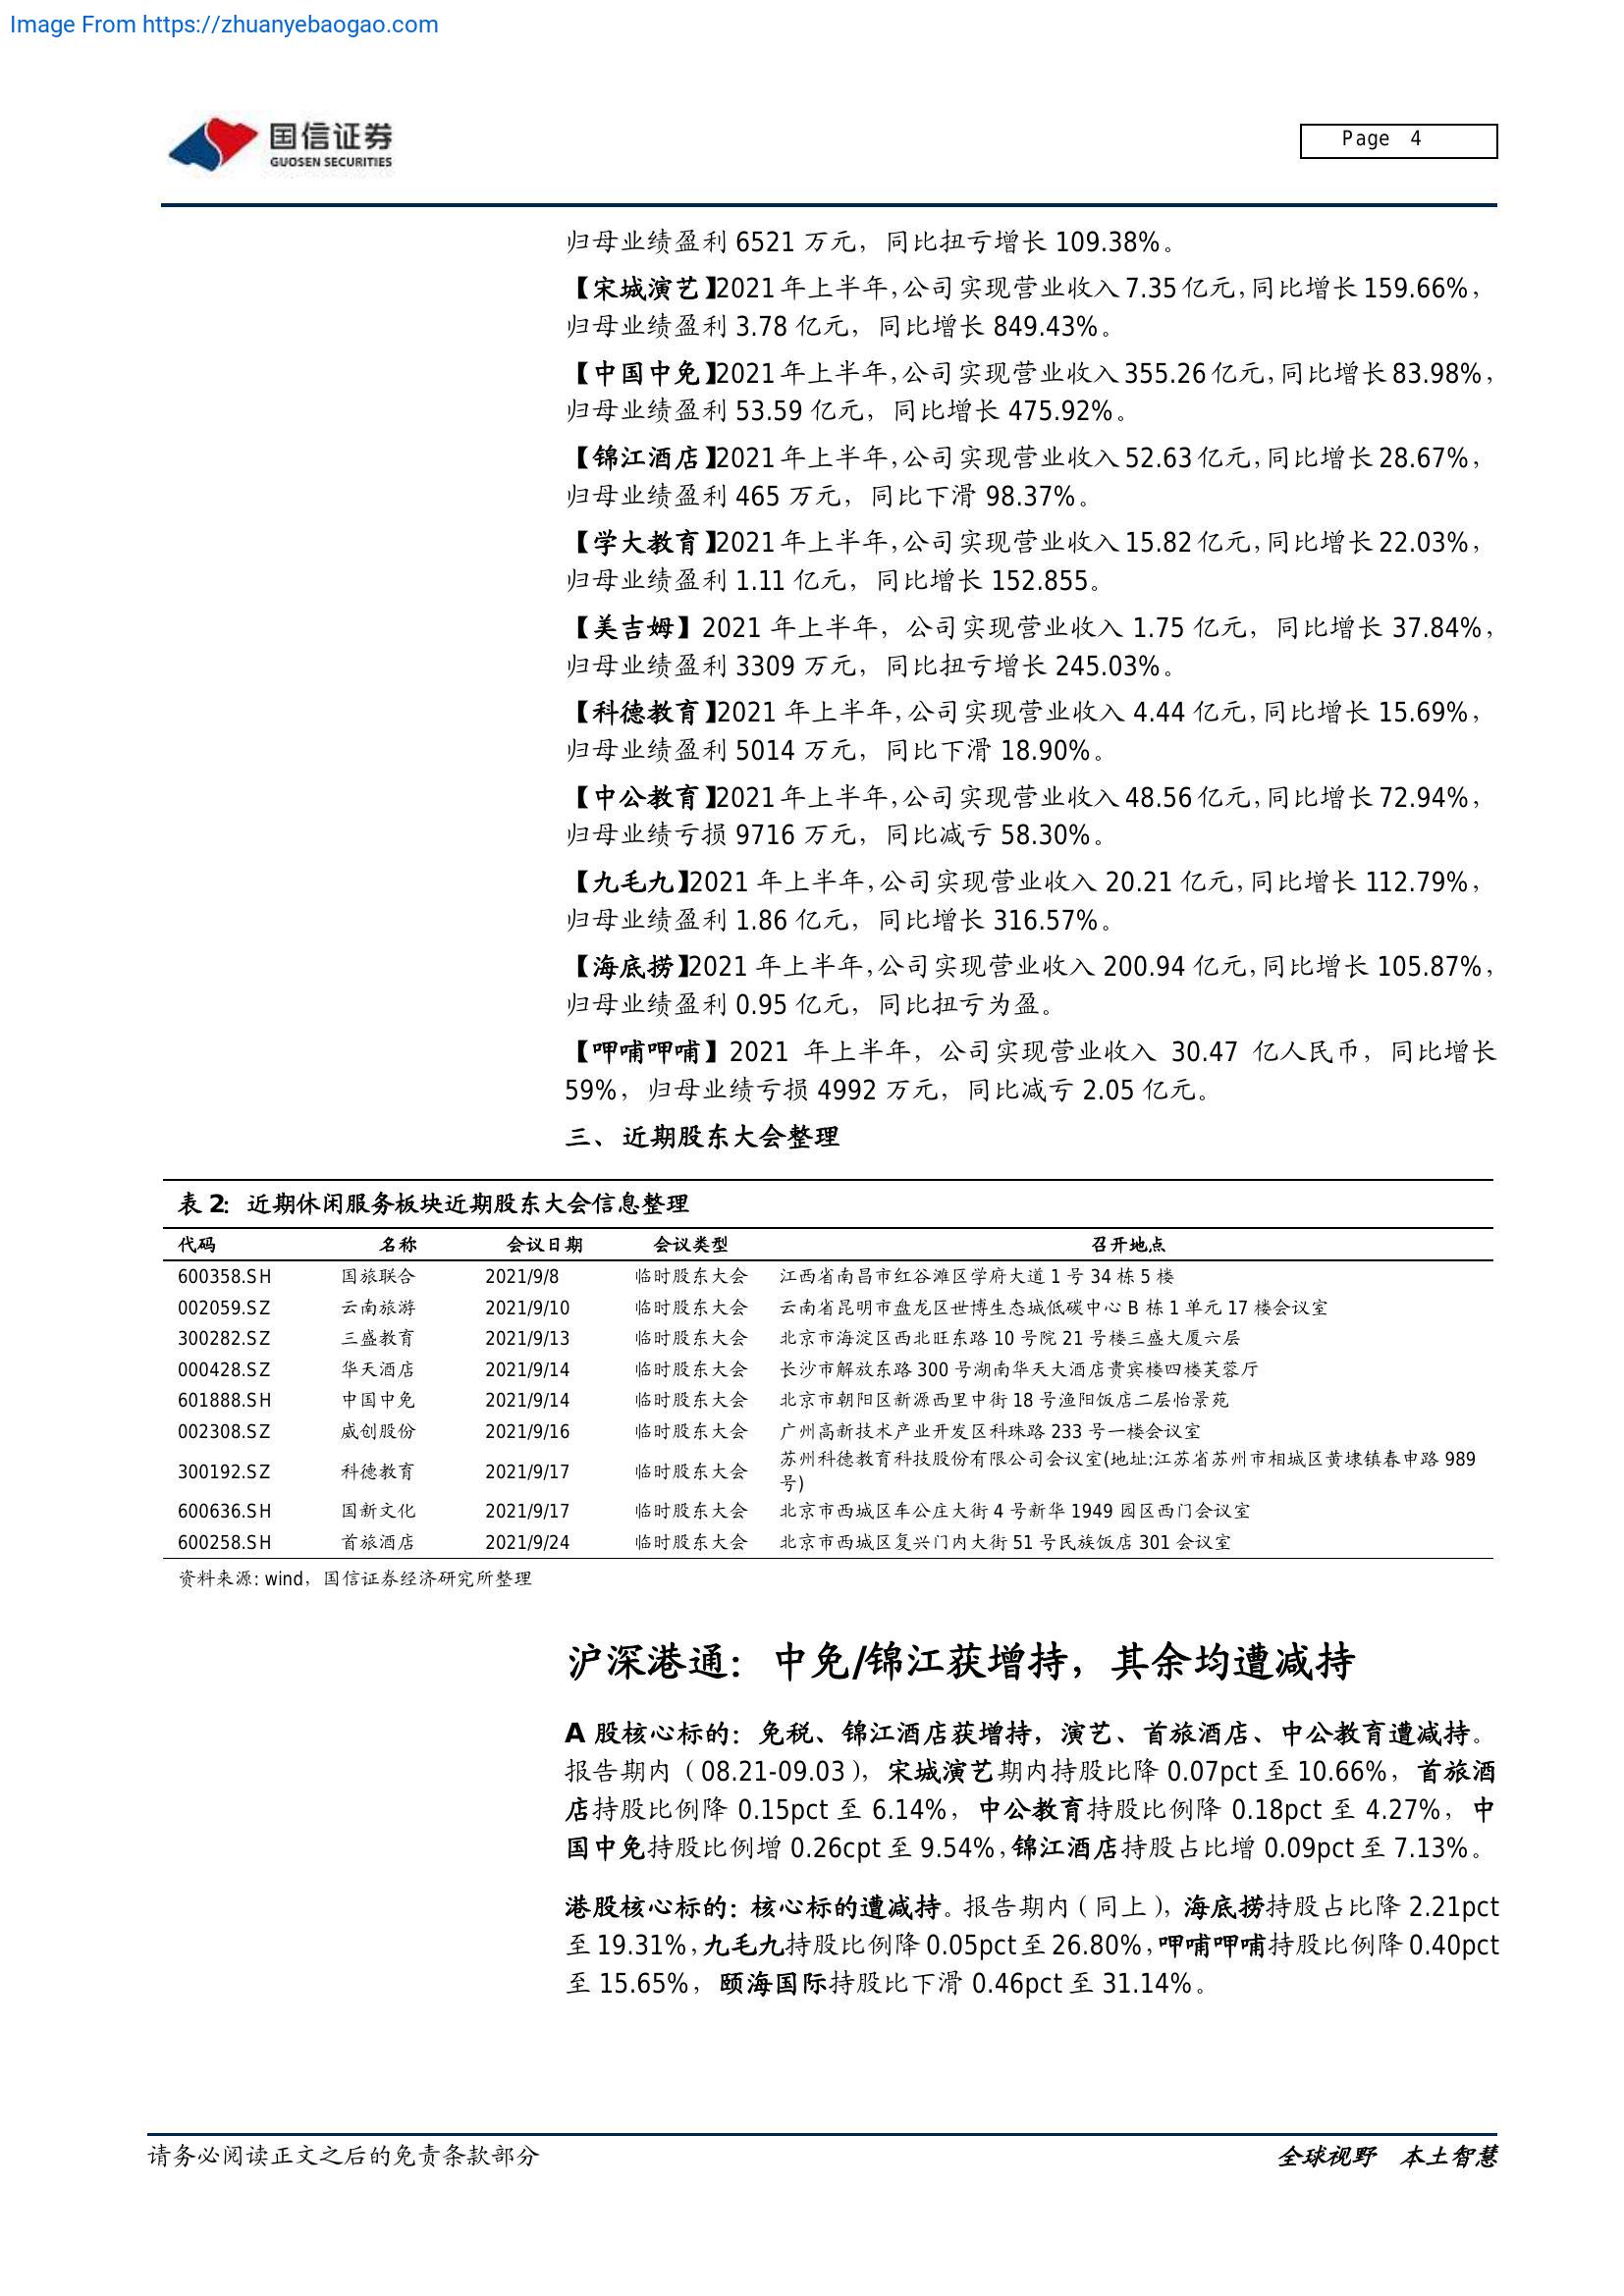 Image From https://zhuanyebaogao.com
国信证券
GUOSEN SECURITIES
Page 4
归母业绩盈利 6521 万元，同比扭亏增长 109.38%。
【宋城演艺】2021 年上半年，公司实现营业收入 7.35 亿元，同比增长 159.66%，
归母业绩盈利 3.78 亿元，同比增长 849.43%。
【中国中免】2021 年上半年，公司实现营业收入 355.26 亿元，同比增长 83.98%，
归母业绩盈利 53.59 亿元，同比增长 475.92%。
【锦江酒店】2021 年上半年，公司实现营业收入 52.63 亿元，同比增长 28.67%，
归母业绩盈利 465 万元，同比下滑 98.37%。
【学大教育】2021 年上半年，公司实现营业收入 15.82 亿元，同比增长 22.03%，
归母业绩盈利 1.11 亿元，同比增长 152.855。
【美吉姆】2021 年上半年，公司实现营业收入 1.75 亿元，同比增长 37.84%，
归母业绩盈利 3309 万元，同比扭亏增长 245.03%。
【科德教育】2021 年上半年，公司实现营业收入 4.44 亿元，同比增长 15.69%，
归母业绩盈利 5014 万元，同比下滑 18.90%。
【中公教育】2021 年上半年，公司实现营业收入 48.56 亿元，同比增长 72.94%，
归母业绩亏损 9716 万元，同比减亏 58.30%。
【九毛九】2021 年上半年，公司实现营业收入 20.21 亿元，同比增长 112.79%，
归母业绩盈利 1.86 亿元，同比增长 316.57%。
【海底捞】2021 年上半年，公司实现营业收入 200.94 亿元，同比增长 105.87%，
归母业绩盈利 0.95 亿元，同比扭亏为盈。
【呷哺呷哺】2021 年上半年，公司实现营业收入 30.47 亿人民币，同比增长
59%，归母业绩亏损 4992 万元，同比减亏 2.05 亿元。
三、近期股东大会整理
表 2：近期休闲服务板块近期股东大会信息整理
代码 名称 会议日期 会议类型 召开地点
600358.SH 国旅联合 2021/9/8 临时股东大会 江西省南昌市红谷滩区学府大道 1 号 34 栋 5 楼
002059.SZ 云南旅游 2021/9/10 临时股东大会 云南省昆明市盘龙区世博生态城低碳中心 B 栋 1 单元 17 楼会议室
300282.SZ 三盛教育 2021/9/13 临时股东大会 北京市海淀区西北旺东路 10 号院 21 号楼三盛大厦六层
000428.SZ 华天酒店 2021/9/14 临时股东大会 长沙市解放东路 300 号湖南华天大酒店贵宾楼四楼芙蓉厅
601888.SH 中国中免 2021/9/14 临时股东大会 北京市朝阳区新源西里中街 18 号渔阳饭店二层怡景苑
002308.SZ 威创股份 2021/9/16 临时股东大会 广州高新技术产业开发区科珠路 233 号一楼会议室
300192.SZ 科德教育 2021/9/17 临时股东大会 苏州科德教育科技股份有限公司会议室(地址:江苏省苏州市相城区黄埭镇春申路 989
号)
600636.SH 国新文化 2021/9/17 临时股东大会 北京市西城区车公庄大街 4 号新华 1949 园区西门会议室
600258.SH 首旅酒店 2021/9/24 临时股东大会 北京市西城区复兴门内大街 51 号民族饭店 301 会议室
资料来源: wind，国信证券经济研究所整理
沪深港通：中免/锦江获增持，其余均遭减持
A 股核心标的：免税、锦江酒店获增持，演艺、首旅酒店、中公教育遭减持。
报告期内（08.21-09.03），宋城演艺期内持股比降 0.07pct 至 10.66%，首旅酒
店持股比例降 0.15pct 至 6.14%，中公教育持股比例降 0.18pct 至 4.27%，中
国中免持股比例增 0.26cpt 至 9.54%，锦江酒店持股占比增 0.09pct 至 7.13%。
港股核心标的：核心标的遭减持。报告期内（同上），海底捞持股占比降 2.21pct
至 19.31%，九毛九持股比例降 0.05pct 至 26.80%，呷哺呷哺持股比例降 0.40pct
至 15.65%，颐海国际持股比下滑 0.46pct 至 31.14%。
请务必阅读正文之后的免责条款部分
全球视野 本土智慧